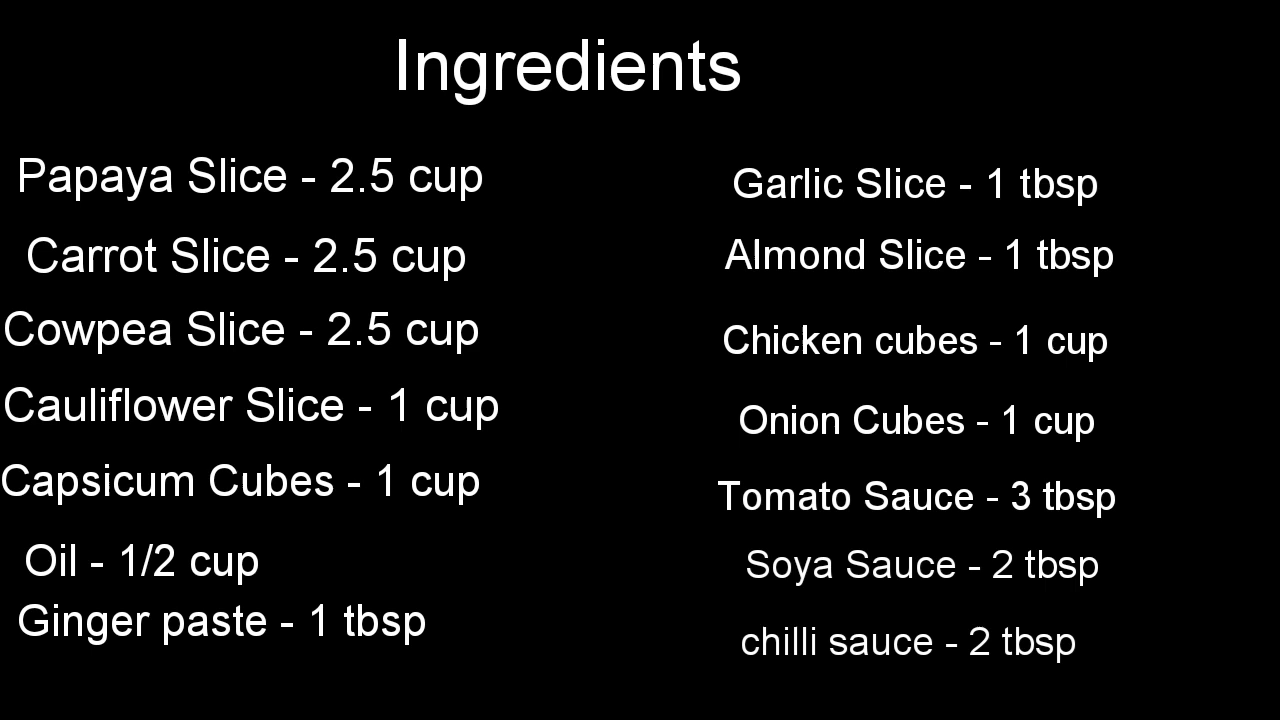 Ingredients
Papaya Slice - 2.5 cup
Carrot Slice - 2.5 cup
Cowpea Slice - 2.5 cup
Cauliflower Slice - 1 cup
Capsicum Cubes - 1 cup
Oil - 1/2 cup
Ginger paste - 1 tbsp
Garlic Slice - 1 tbsp
Almond Slice - 1 tbsp
Chicken cubes - 1 cup
Onion Cubes - 1 cup
Tomato Sauce - 3 tbsp
Soya Sauce - 2 tbsp
chilli sauce - 2 tbsp